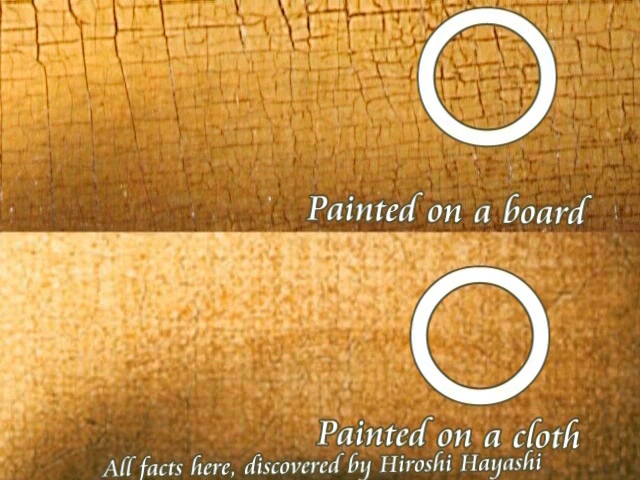 Painted on a board
Painted on a cloth
All facts here, discovered by Hiroshi Hayashi